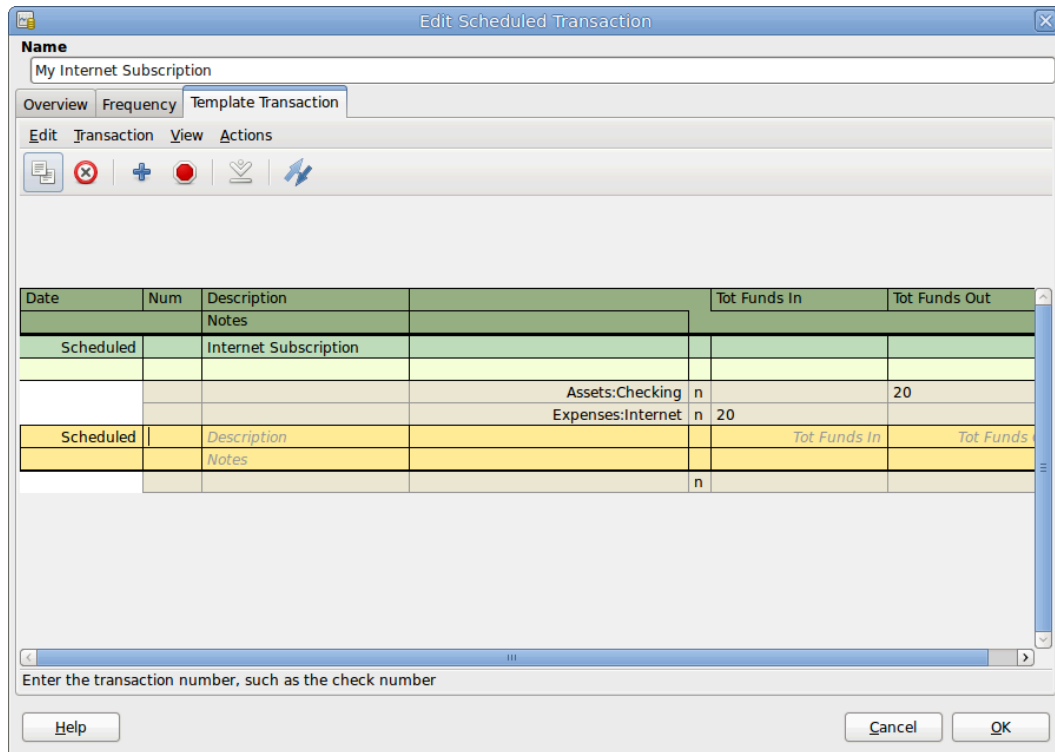 Edit Scheduled Transaction
Name
My Internet Subscription
Overview Frequency Template Transaction
Edit Transaction View Actions
Date Num Description Tot Funds In Tot Funds Out
Notes
Scheduled Internet Subscription
Assets:Checking n 20
Expenses:Internet n 20
Scheduled Description Tot Funds In Tot Funds
Notes
n
Enter the transaction number, such as the check number
Help Cancel OK